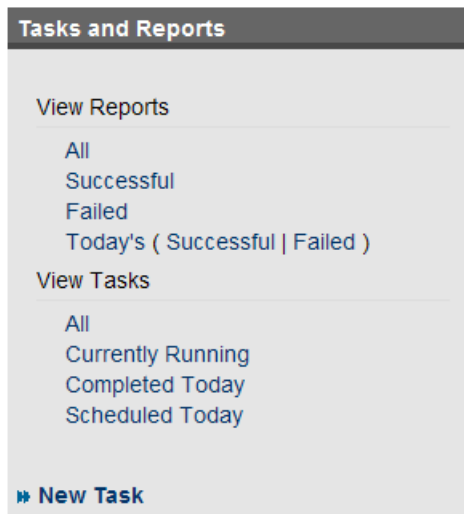 Tasks and Reports
View Reports
All
Successful
Failed
Today's ( Successful | Failed )
View Tasks
All
Currently Running
Completed Today
Scheduled Today
New Task